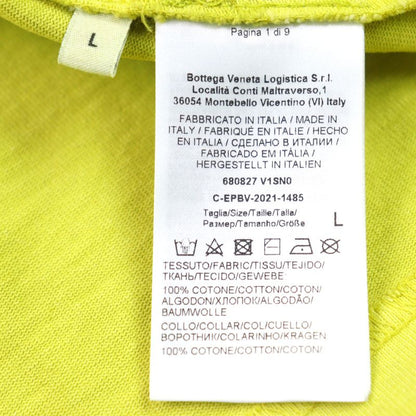 L
Pagina 1 di 9
Bottega Veneta Logistica S.r.l.
Località Conti Maltraverso,1
36054 Montebello Vicentino (VI) Italy
FABBRICATO IN ITALIA / MADE IN
ITALY / FABRIQUÉ EN ITALIE / HECHO
EN ITALIA / СДЕЛАНО В ИТАЛИИ /
FABRICADO EM ITÁLIA /
HERGESTELLT IN ITALIEN
680827 V1SN0
C-EPBV-2021-1485
Taglia/Size/Taille/Talla/
Размер/Tamanho/Größe L
TESSUTO/FABRIC/TISSU/TEJIDO/
ТКАНЬ/TECIDO/GEWEBE
100% COTONE/COTTON/COTON/
ALGODON/ХЛОПОК/ALGODÃO/
BAUMWOLLE
COLLO/COLLAR/COL/CUELLO/
ВОРОТНИК/COLARINHO/KRAGEN
100% COTONE/COTTON/COTON/